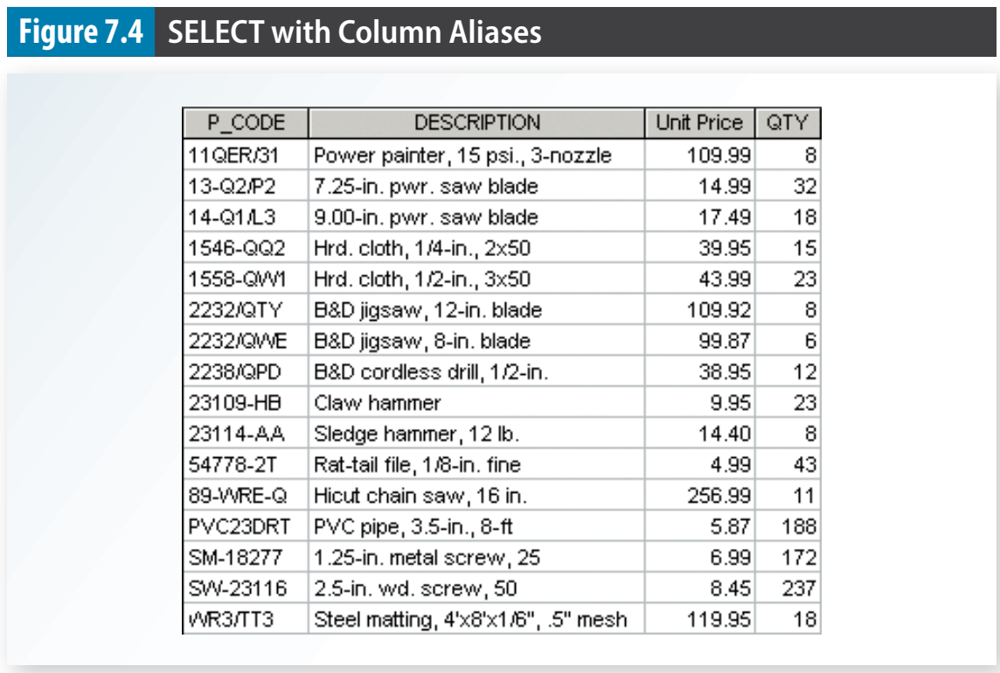 Figure 7.4 SELECT with Column Aliases
P_CODE DESCRIPTION Unit Price QTY
11QER/31 Power painter, 15 psi., 3-nozzle 109.99 8
13-Q2/P2 7.25-in. pwr. saw blade 14.99 32
14-Q1/L3 9.00-in. pwr. saw blade 17.49 18
1546-QQ2 Hrd. cloth, 1/4-in., 2x50 39.95 15
1558-QW1 Hrd. cloth, 1/2-in., 3x50 43.99 23
2232/QTY B&D jigsaw, 12-in. blade 109.92 8
2232/QWE B&D jigsaw, 8-in. blade 99.87 6
2238/QPD B&D cordless drill, 1/2-in. 38.95 12
23109-HB Claw hammer 9.95 23
23114-AA Sledge hammer, 12 lb. 14.40 8
54778-2T Rat-tail file, 1/8-in. fine 4.99 43
89-WRE-Q Hicut chain saw, 16 in. 256.99 11
PVC23DRT PVC pipe, 3.5-in., 8-ft 5.87 188
SM-18277 1.25-in. metal screw, 25 6.99 172
SW-23116 2.5-in. wd. screw, 50 8.45 237
WR3/TT3 Steel matting, 4'x8'x1/6", .5" mesh 119.95 18